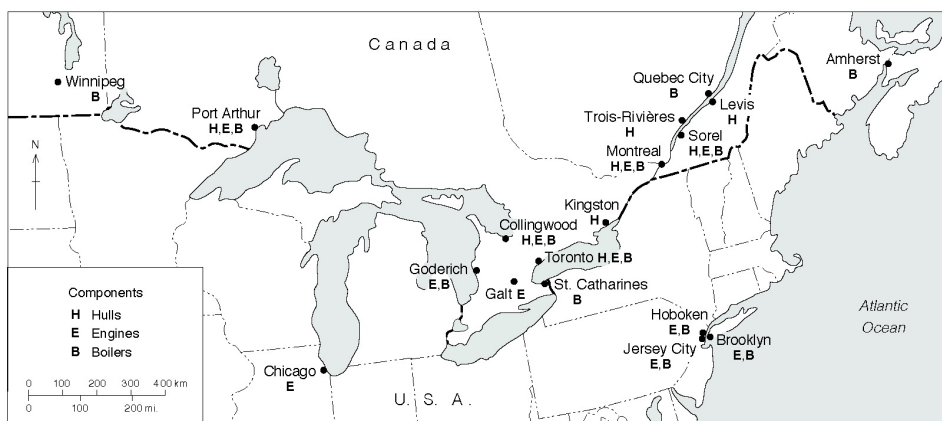 Canada
Winnipeg
B
Port Arthur
H,E,B
Quebec City
B
Amherst
B
Levis
H
Trois-Rivières
H
Sorel
H,E,B
Montreal
H,E,B
Kingston
H
Collingwood
H,E,B
Toronto H,E,B
Goderich
E,B
Galt E
St. Catharines
B
Hoboken
E,B
Jersey City
E,B
Brooklyn
E,B
Chicago
E
U.S.A.
Atlantic
Ocean
N
Components
H Hulls
E Engines
B Boilers
0 100 200 300 400 km
0 100 200 mi.